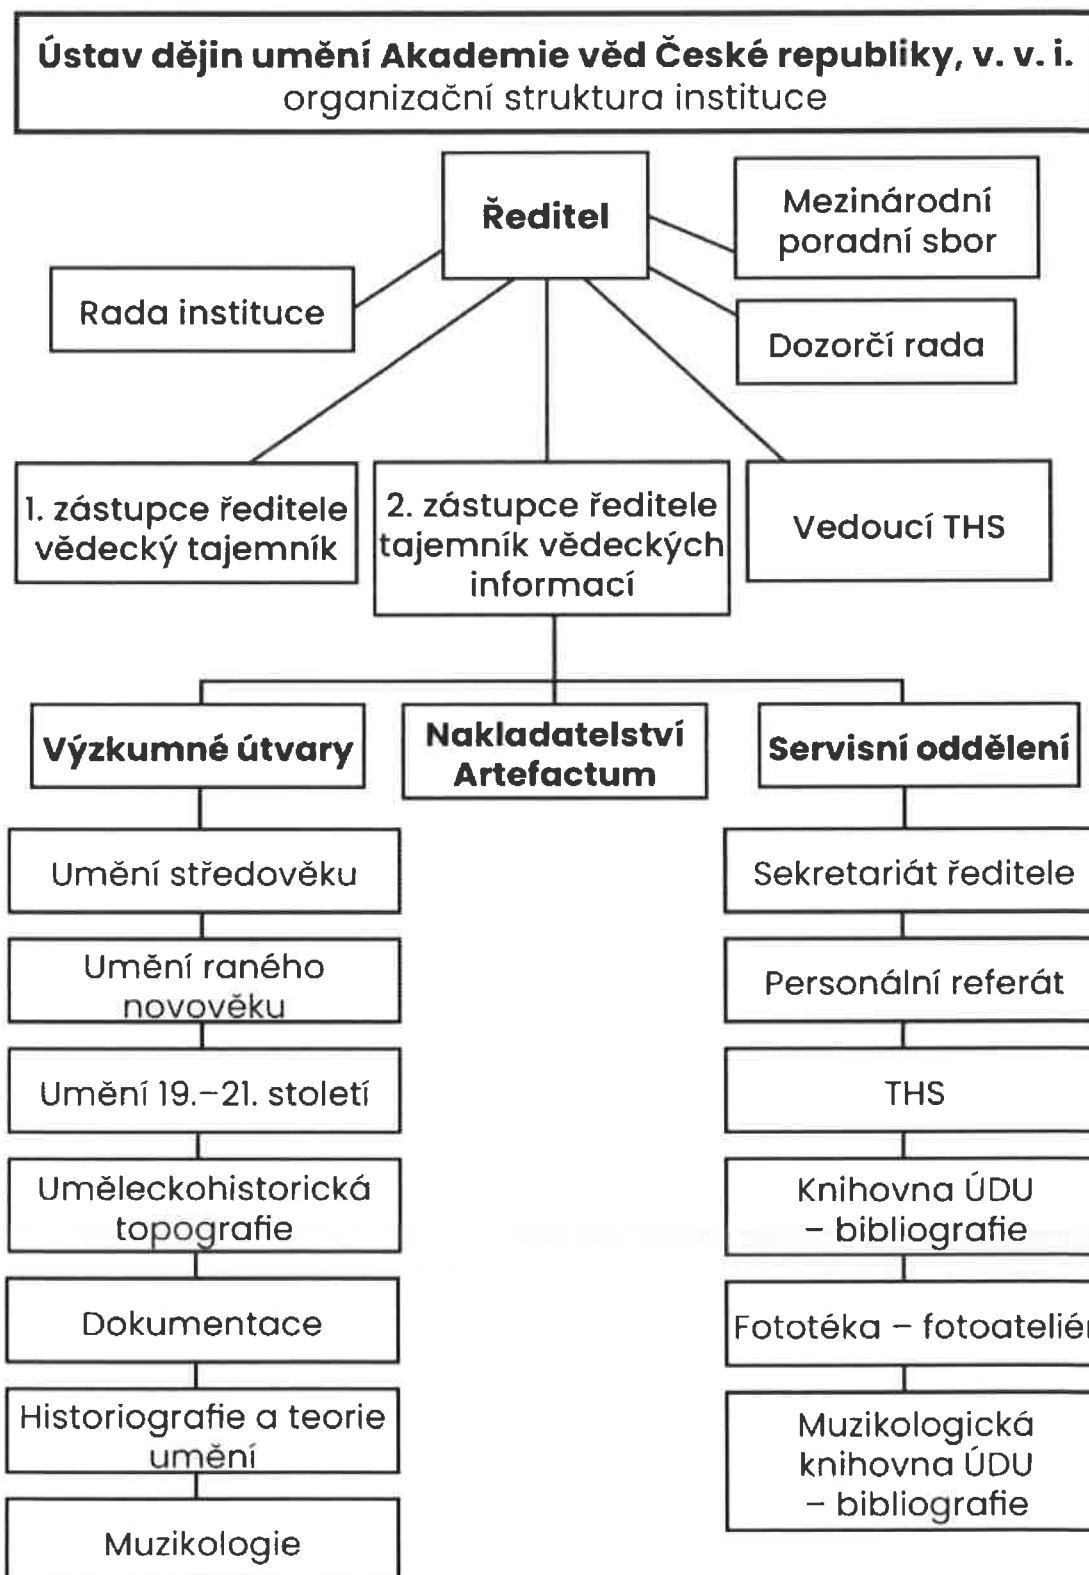 Ústav dějin umění Akademie věd České republiky, v. v. i.
organizační struktura instituce
Ředitel
Mezinárodní
poradní sbor
Rada instituce
Dozorčí rada
1. zástupce ředitele
vědecký tajemník
2. zástupce ředitele
tajemník vědeckých
informací
Vedoucí THS
Výzkumné útvary
Nakladatelství
Artefactum
Servisní oddělení
Umění středověku
Umění raného
novověku
Umění 19.–21. století
Uměleckohistorická
topografie
Dokumentace
Historiografie a teorie
umění
Muzikologie
Sekretariát ředitele
Personální referát
THS
Knihovna ÚDU
– bibliografie
Fototéka – fotoateliér
Muzikologická
knihovna ÚDU
– bibliografie